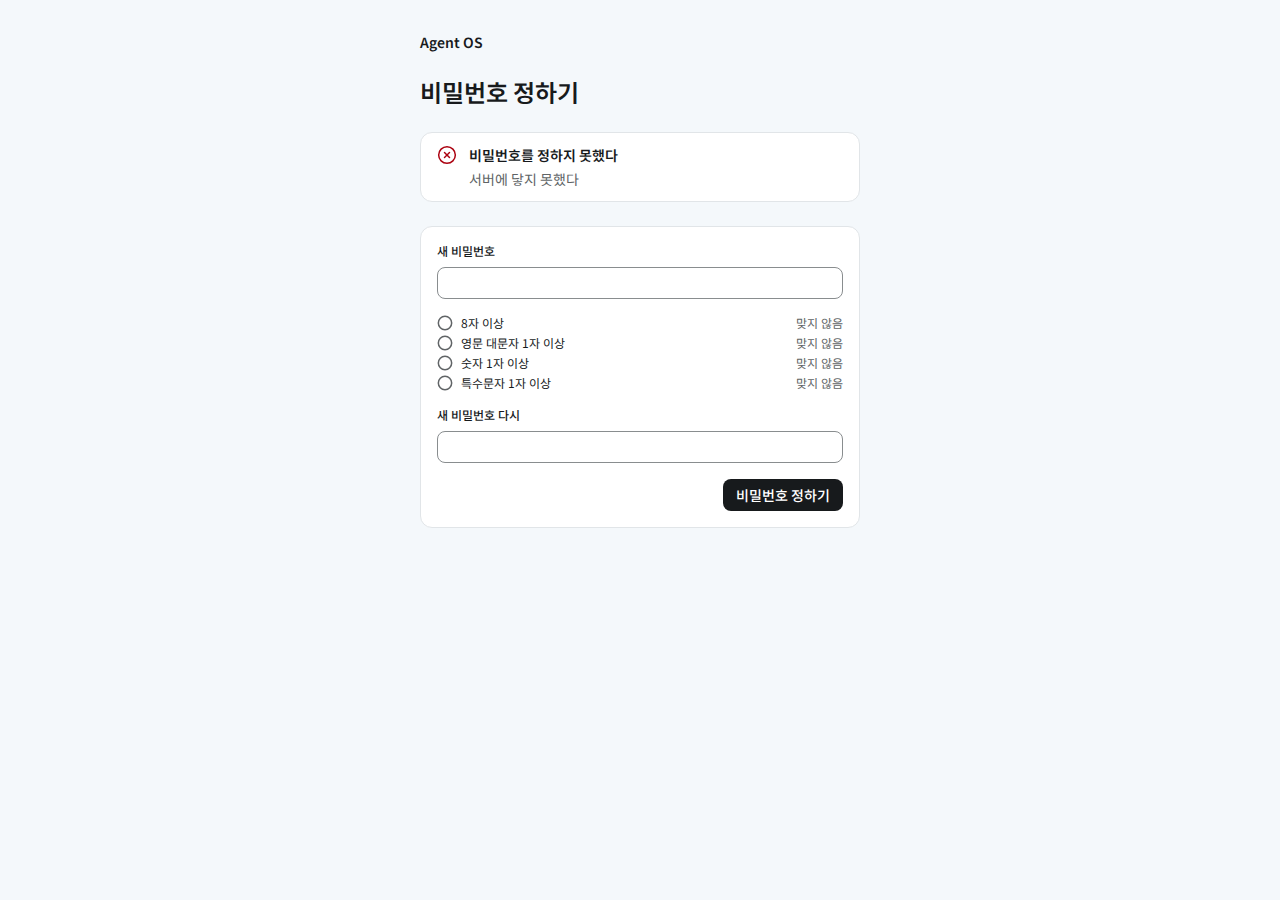 Agent OS
비밀번호 정하기
비밀번호를 정하지 못했다
서버에 닿지 못했다
새 비밀번호
8자 이상 맞지 않음
영문 대문자 1자 이상 맞지 않음
숫자 1자 이상 맞지 않음
특수문자 1자 이상 맞지 않음
새 비밀번호 다시
비밀번호 정하기